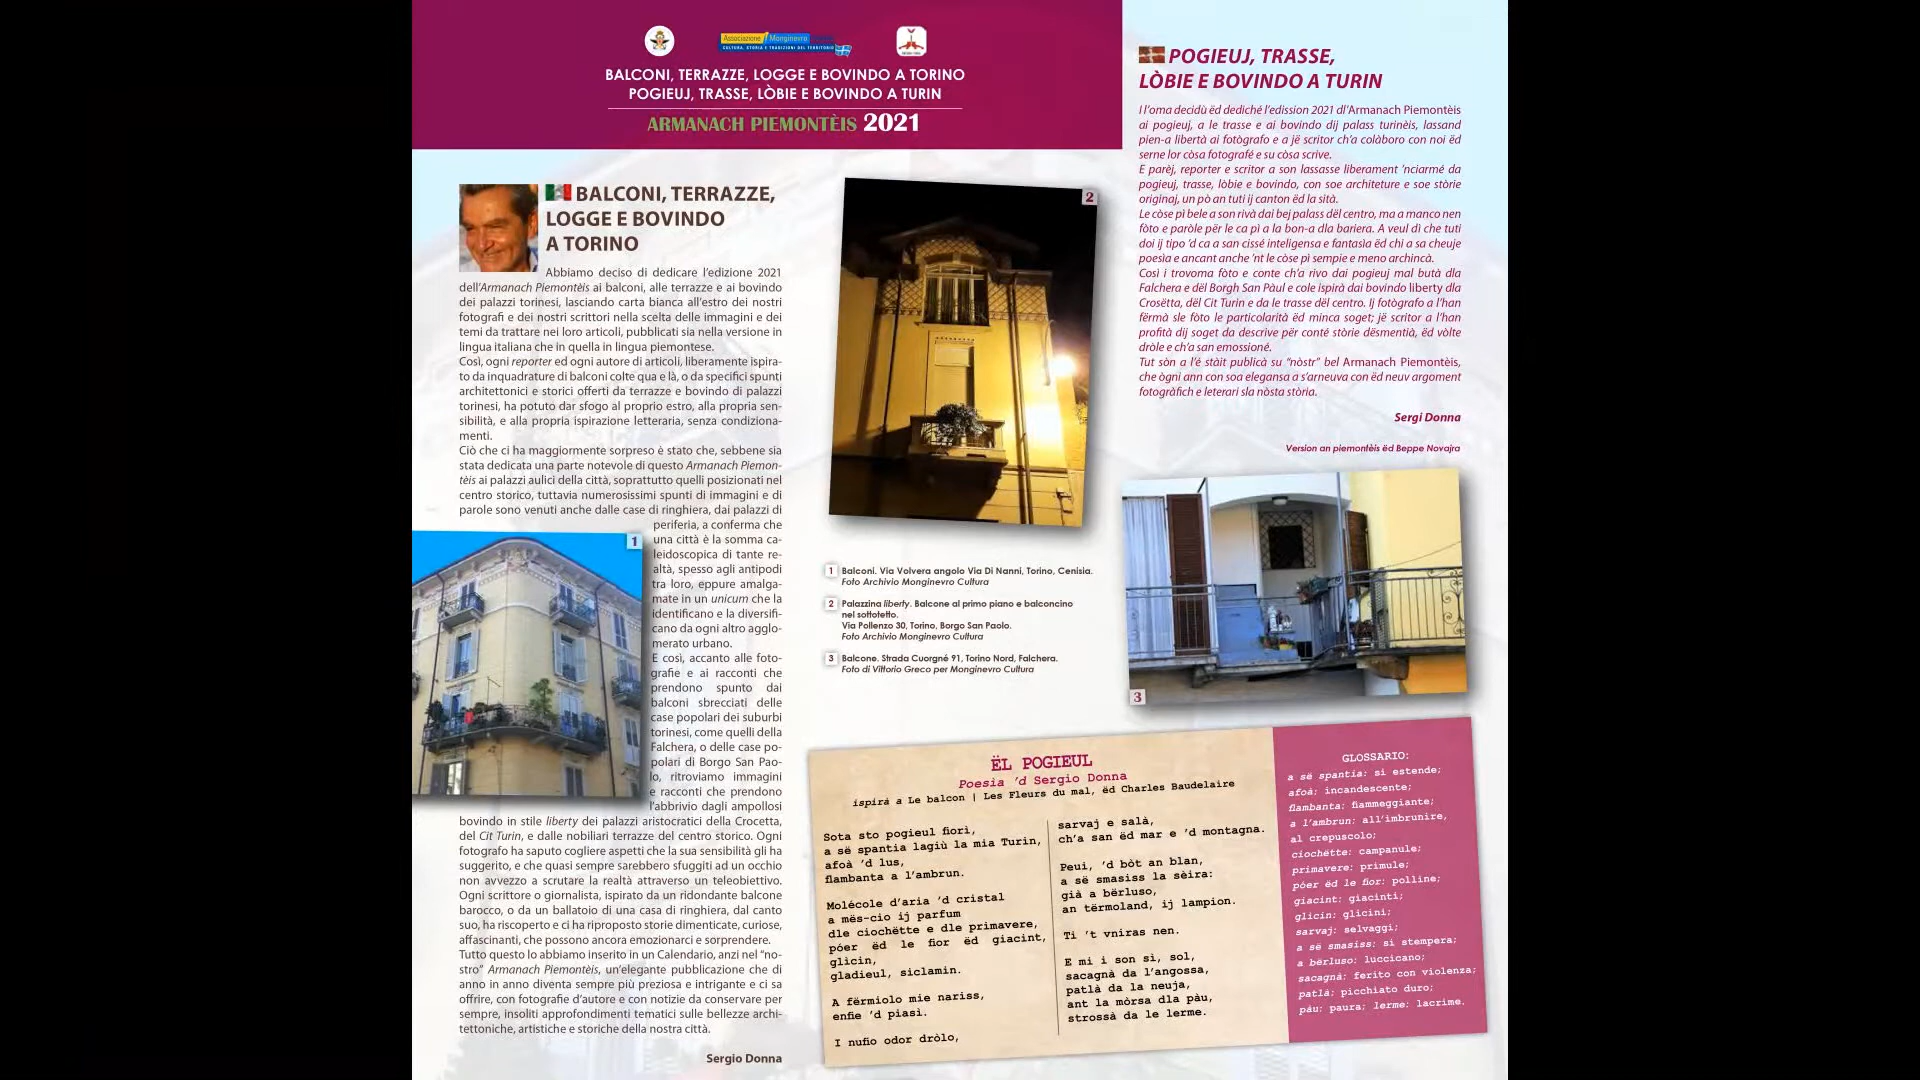 Associazione Monginevro Cultura
CULTURA, STORIA E TRADIZIONI DEL TERRITORIO
BALCONI, TERRAZZE, LOGGE E BOVINDO A TORINO
POGIEUJ, TRASSE, LÒBIE E BOVINDO A TURIN
ARMANACH PIEMONTÈIS 2021
BALCONI, TERRAZZE,
LOGGE E BOVINDO
A TORINO
Abbiamo deciso di dedicare l'edizione 2021
dell'Armanach Piemontèis ai balconi, alle terrazze e ai bovindo
dei palazzi torinesi, lasciando carta bianca all'estro dei nostri
fotografi e dei nostri scrittori nella scelta delle immagini e dei
temi da trattare nei loro articoli, pubblicati sia nella versione in
lingua italiana che in quella in lingua piemontese.
Così, ogni reporter ed ogni autore di articoli, liberamente ispira-
to da inquadrature di balconi colte qua e là, o da specifici spunti
architettonici e storici offerti da terrazze e bovindo di palazzi
torinesi, ha potuto dar sfogo al proprio estro, alla propria sen-
sibilità, e alla propria ispirazione letteraria, senza condiziona-
menti.
Ciò che ci ha maggiormente sorpreso è stato che, sebbene sia
stata dedicata una parte notevole di questo Armanach Piemon-
tèis ai palazzi aulici della città, soprattutto quelli posizionati nel
centro storico, tuttavia numerosissimi spunti di immagini e di
parole sono venuti anche dalle case di ringhiera, dai palazzi di
periferia, a conferma che
una città è la somma ca-
leidoscopica di tante re-
altà, spesso agli antipodi
tra loro, eppure amalga-
mate in un unicum che la
identificano e la diversifi-
cano da ogni altro agglo-
merato urbano.
E così, accanto alle foto-
grafie e ai racconti che
prendono spunto dai
balconi sbrecciati delle
case popolari dei suburbi
torinesi, come quelli della
Falchera, o delle case po-
polari di Borgo San Pao-
lo, ritroviamo immagini
e racconti che prendono
l'abbrivio dagli ampollosi
bovindo in stile liberty dei palazzi aristocratici della Crocetta,
del Cit Turin, e dalle nobiliari terrazze del centro storico. Ogni
fotografo ha saputo cogliere aspetti che la sua sensibilità gli ha
suggerito, e che quasi sempre sarebbero sfuggiti ad un occhio
non avvezzo a scrutare la realtà attraverso un teleobiettivo.
Ogni scrittore o giornalista, ispirato da un ridondante balcone
barocco, o da un ballatoio di una casa di ringhiera, dal canto
suo, ha riscoperto e ci ha riproposto storie dimenticate, curiose,
affascinanti, che possono ancora emozionarci e sorprendere.
Tutto questo lo abbiamo inserito in un Calendario, anzi nel "no-
stro" Armanach Piemontèis, un'elegante pubblicazione che di
anno in anno diventa sempre più preziosa e intrigante e ci sa
offrire, con fotografie d'autore e con notizie da conservare per
sempre, insoliti approfondimenti tematici sulle bellezze archi-
tettoniche, artistiche e storiche della nostra città.
Sergio Donna
1
2
1 Balconi. Via Volvera angolo Via Di Nanni, Torino, Cenisia.
Foto Archivio Monginevro Cultura
2 Palazzina liberty. Balcone al primo piano e balconcino
nel sottotetto.
Via Pollenzo 30, Torino, Borgo San Paolo.
Foto Archivio Monginevro Cultura
3 Balcone. Strada Cuorgné 91, Torino Nord, Falchera.
Foto di Vittorio Greco per Monginevro Cultura
POGIEUJ, TRASSE,
LÒBIE E BOVINDO A TURIN
I l'oma decidù ëd dediché l'edission 2021 dl'Armanach Piemontèis
ai pogieuj, a le trasse e ai bovindo dij palass turinèis, lassand
pien-a libertà ai fotògrafo e a jë scritor ch'a colàboro con noi ëd
serne lor còsa fotografé e su còsa scrive.
E parèj, reporter e scritor a son lassasse liberament 'nciarmé da
pogieuj, trasse, lòbie e bovindo, con soe architeture e soe stòrie
originaj, un pò an tuti ij canton ëd la sità.
Le còse pì bele a son rivà dai bej palass dël centro, ma a manco nen
fòto e paròle për le ca pì a la bon-a dla bariera. A veul dì che tuti
doi ij tipo 'd ca a san cissé inteligensa e fantasìa ëd chi a sa cheuje
poesìa e ancant anche 'nt le còse pì sempie e meno archincà.
Così i trovoma fòto e conte ch'a rivo dai pogieuj mal butà dla
Falchera e dël Borgh San Pàul e cole ispirà dai bovindo liberty dla
Crosëtta, dël Cit Turin e da le trasse dël centro. Ij fotògrafo a l'han
fërmà sle fòto le particolarità ëd minca soget; jë scritor a l'han
profità dij soget da descrive për conté stòrie dësmentià, ëd vòlte
dròle e ch'a san emossioné.
Tut sòn a l'é stàit publicà su "nòstr" bel Armanach Piemontèis,
che ògni ann con soa elegansa a s'arneuva con ëd neuv argoment
fotogràfich e leterari sla nòsta stòria.
Sergi Donna
Version an piemontèis ëd Beppe Novajra
3
ËL POGIEUL
Poesia 'd Sergio Donna
ispirà a Le balcon | Les Fleurs du mal, ëd Charles Baudelaire
Sota sto pogieul fiorì,
a së spantia lagiù la mia Turin,
afoà 'd lus,
flambanta a l'ambrun.
Molécole d'aria 'd cristal
a mës-cio ij parfum
dle ciochëtte e dle primavere,
póer ëd le fior ëd giacint,
glicin,
gladieul, siclamin.
A fërmiolo mie nariss,
enfie 'd piasì.
I nufio odor dròlo,
sarvaj e salà,
ch'a san ëd mar e 'd montagna.
Peui, 'd bòt an blan,
a së smasiss la sèira:
già a bërluso,
an tërmoland, ij lampion.
Ti 't vniras nen.
E mi i son sì, sol,
sacagnà da l'angossa,
patlà da la neuja,
ant la mòrsa dla pàu,
strossà da le lerme.
GLOSSARIO:
a së spantia: si estende;
afoà: incandescente;
flambanta: fiammeggiante;
a l'ambrun: all'imbrunire,
al crepuscolo;
ciochëtte: campanule;
primavere: primule;
póer ëd le fior: polline;
giacint: giacinti;
glicin: glicini;
sarvaj: selvaggi;
a së smasiss: si stempera;
a bërluso: luccicano;
sacagnà: ferito con violenza;
patlà: picchiato duro;
pàu: paura; lerme: lacrime.